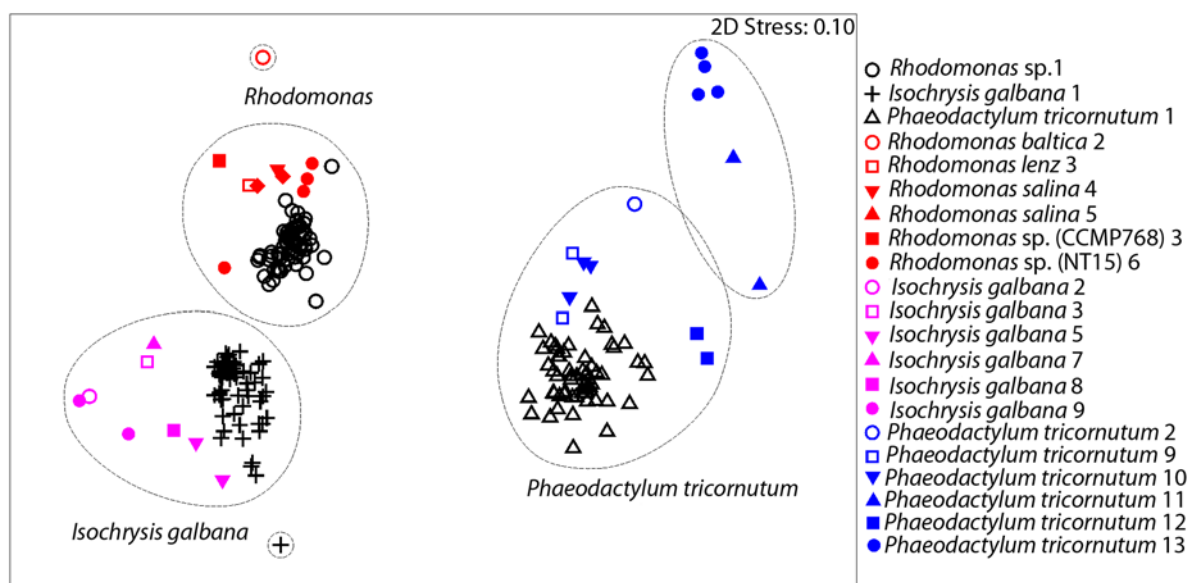 2D Stress: 0.10
Rhodomonas
Isochrysis galbana
Phaeodactylum tricornutum
Rhodomonas sp.1
Isochrysis galbana 1
Phaeodactylum tricornutum 1
Rhodomonas baltica 2
Rhodomonas lenz 3
Rhodomonas salina 4
Rhodomonas salina 5
Rhodomonas sp. (CCMP768) 3
Rhodomonas sp. (NT15) 6
Isochrysis galbana 2
Isochrysis galbana 3
Isochrysis galbana 5
Isochrysis galbana 7
Isochrysis galbana 8
Isochrysis galbana 9
Phaeodactylum tricornutum 2
Phaeodactylum tricornutum 9
Phaeodactylum tricornutum 10
Phaeodactylum tricornutum 11
Phaeodactylum tricornutum 12
Phaeodactylum tricornutum 13